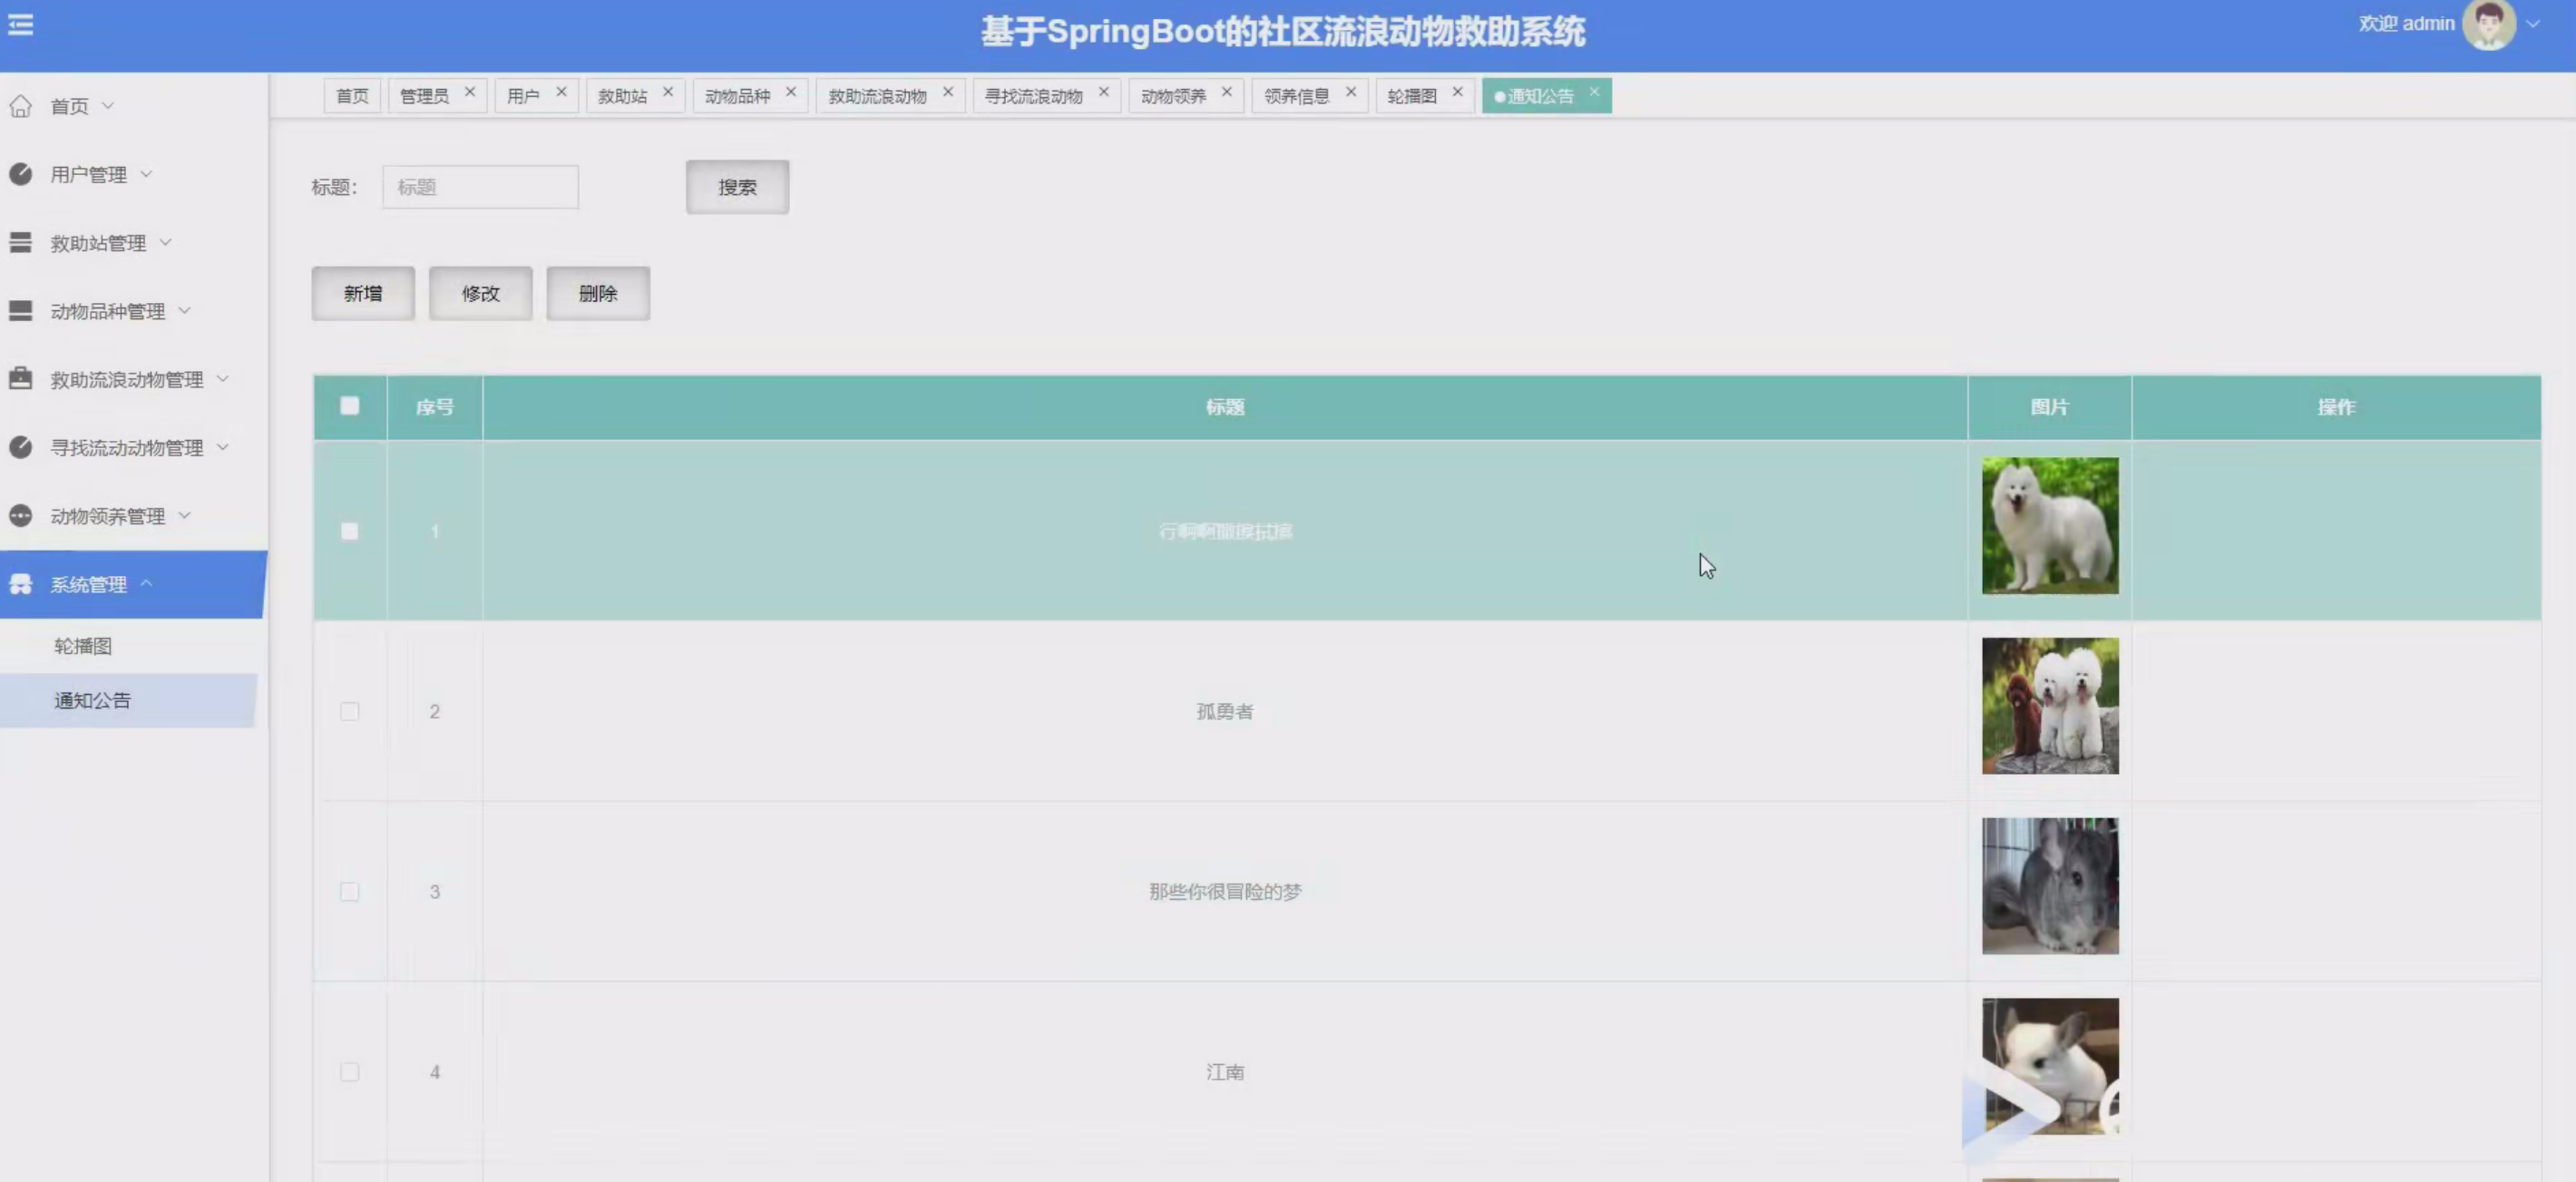 基于SpringBoot的社区流浪动物救助系统
欢迎 admin
首页
用户管理
救助站管理
动物品种管理
救助流浪动物管理
寻找流动动物管理
动物领养管理
系统管理
轮播图
通知公告
首页 管理员 用户 救助站 动物品种 救助流浪动物 寻找流浪动物 动物领养 领养信息 轮播图 通知公告
标题: 标题 搜索
新增 修改 删除
序号 标题 图片 操作
1
2 孤勇者
3 那些你很冒险的梦
4 江南